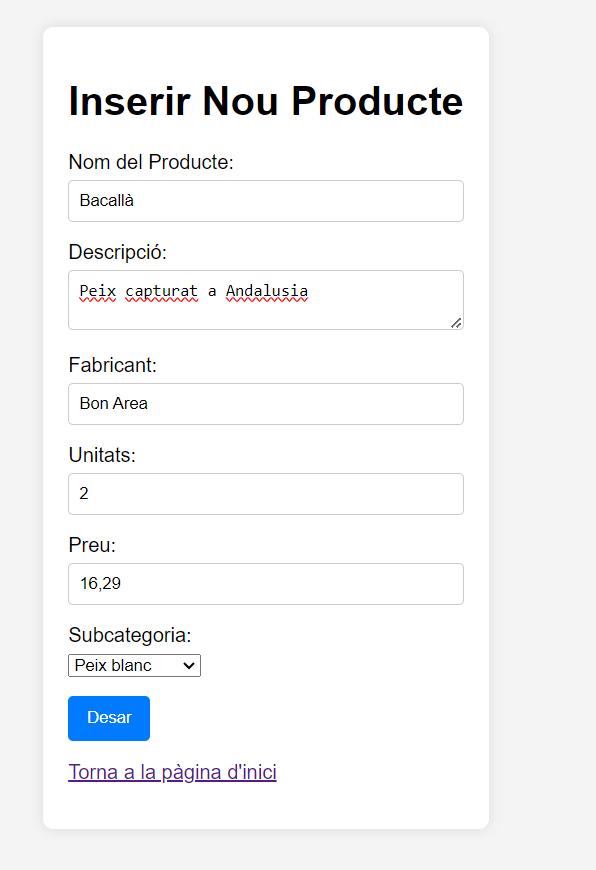 Inserir Nou Producte
Nom del Producte:
Bacallà
Descripció:
Peix capturat a Andalusia
Fabricant:
Bon Area
Unitats:
2
Preu:
16,29
Subcategoria:
Peix blanc
Desar
Torna a la pàgina d'inici